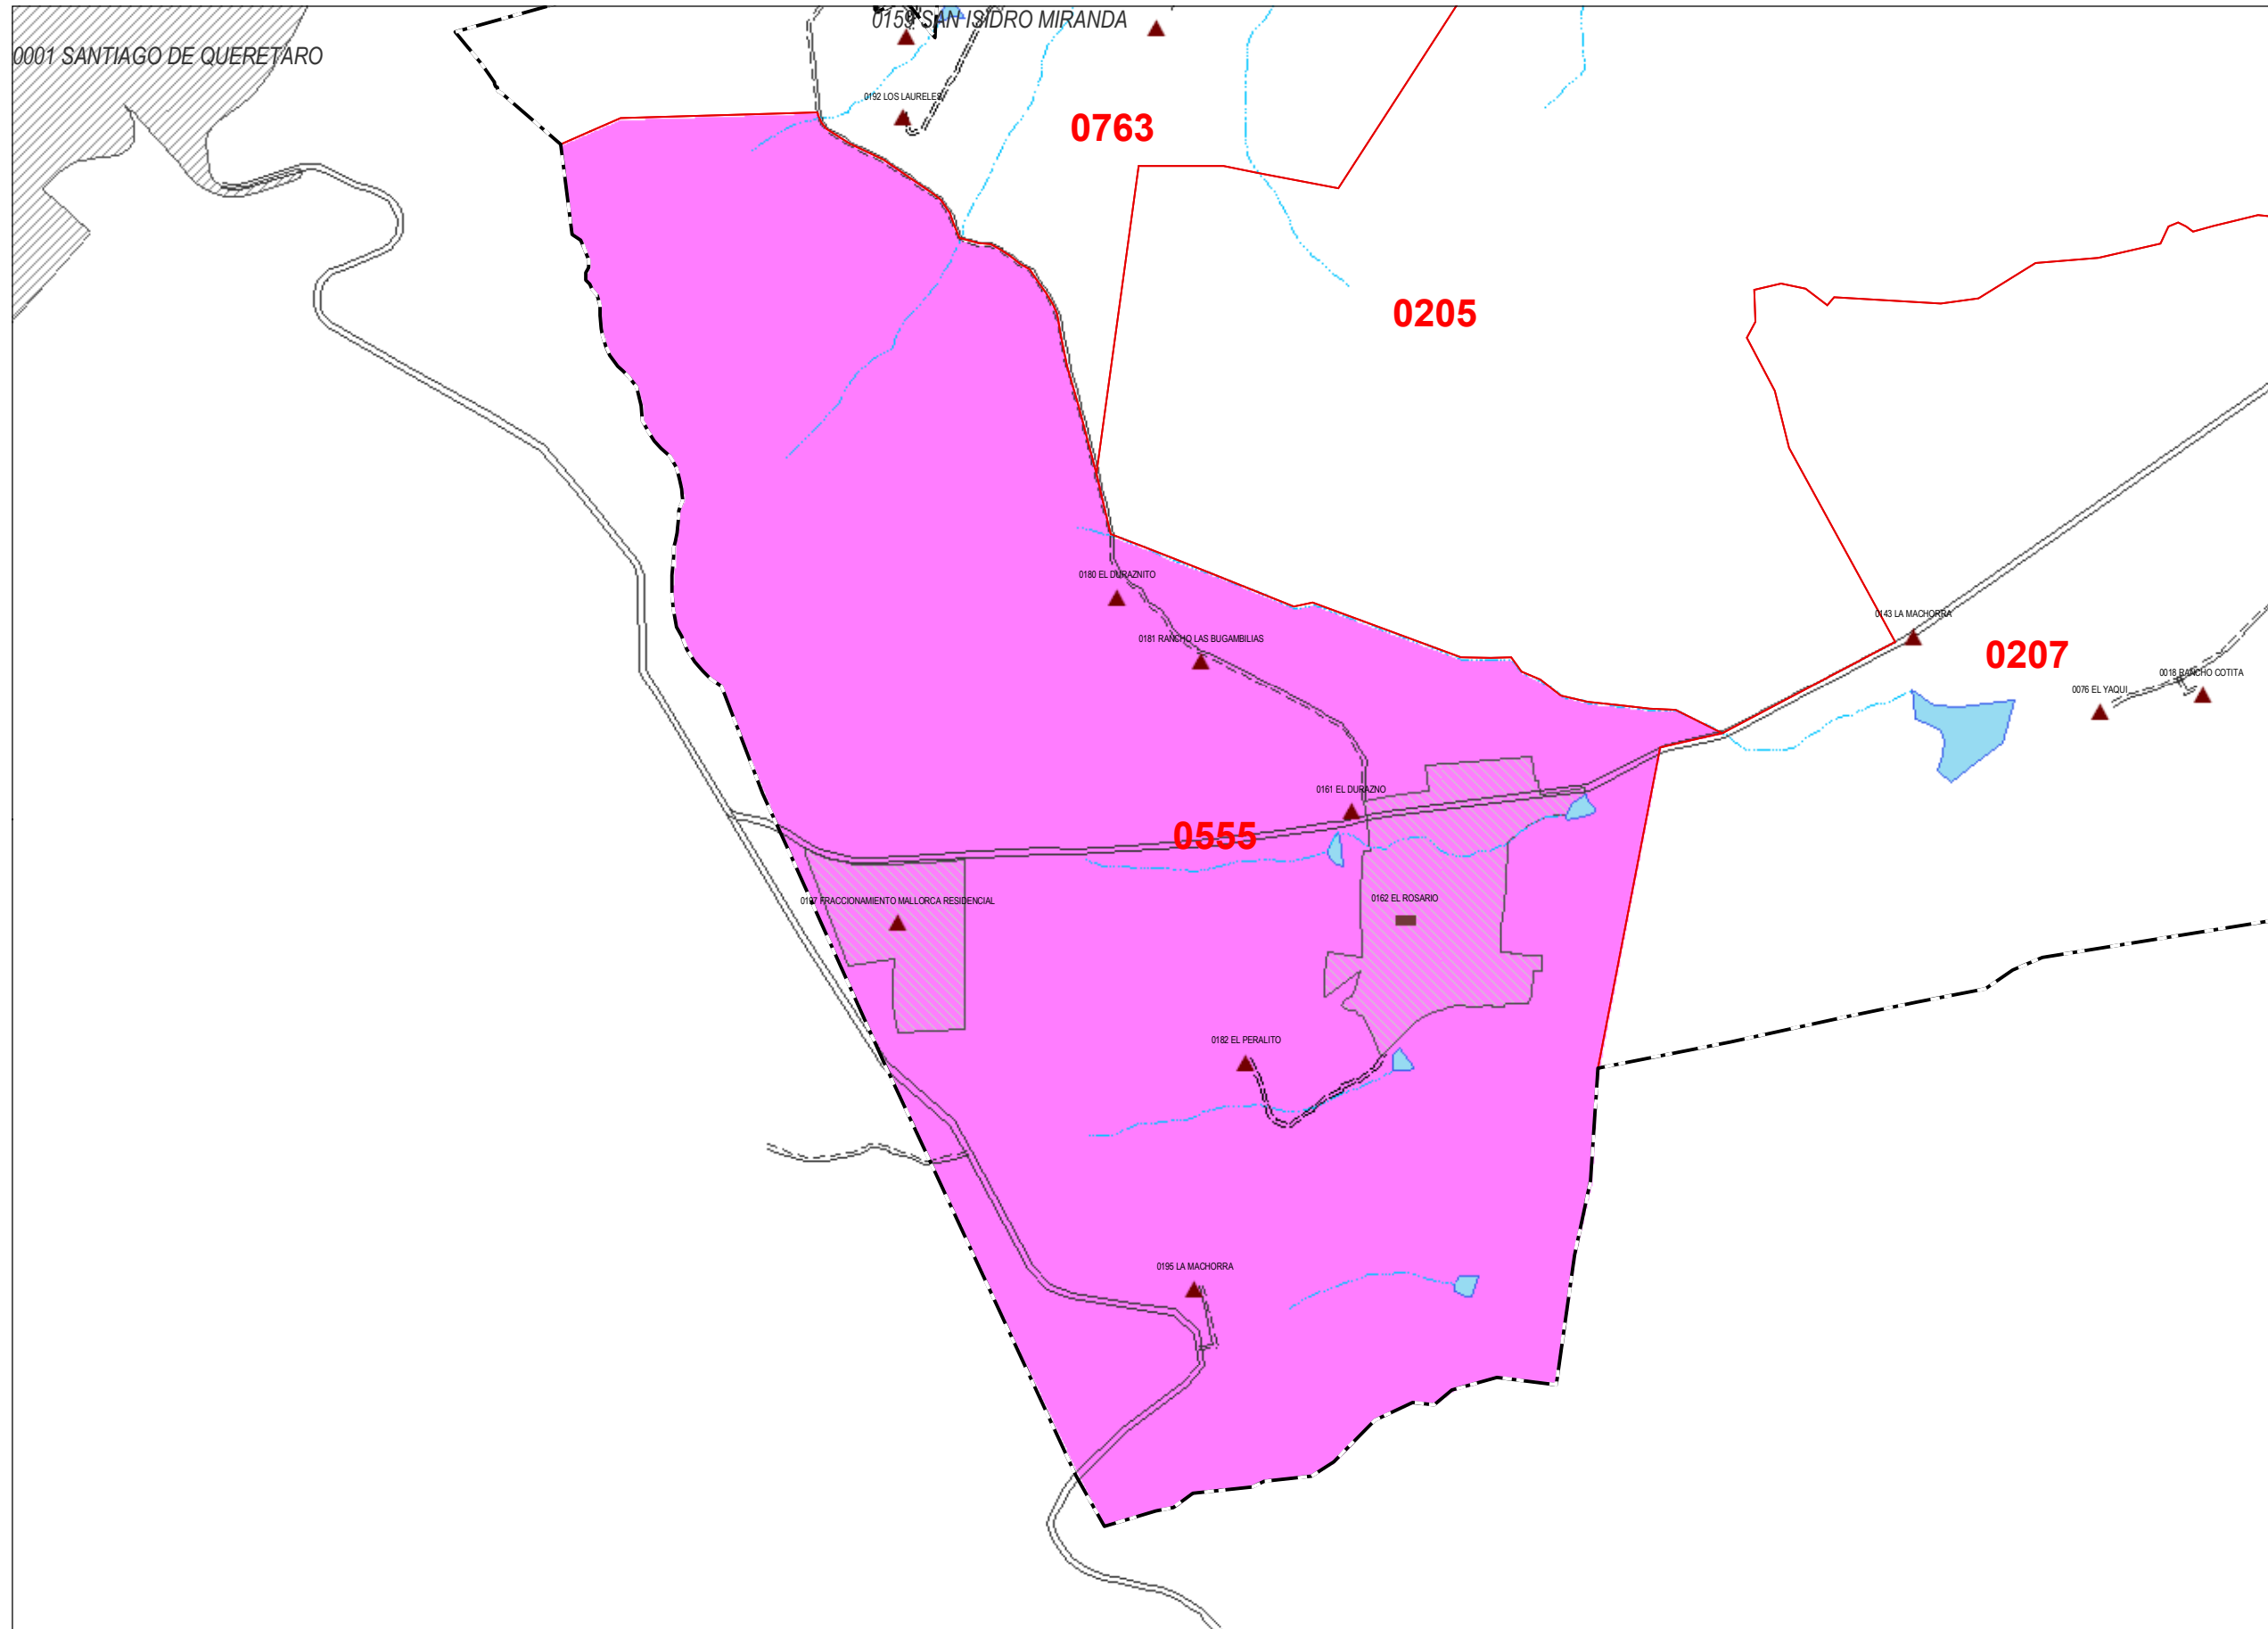 0159 SAN ISIDRO MIRANDA
0001 SANTIAGO DE QUERETARO
0192 LOS LAURELES
0763
0205
0180 EL DURAZNITO
0181 RANCHO LAS BUGAMBILIAS
0143 LA MACHORRA
0207
0018 RANCHO COTITA
0076 EL YAQUI
0161 EL DURAZNO
0555
0197 FRACCIONAMIENTO MALLORCA RESIDENCIAL
0162 EL ROSARIO
0182 EL PERALITO
0195 LA MACHORRA